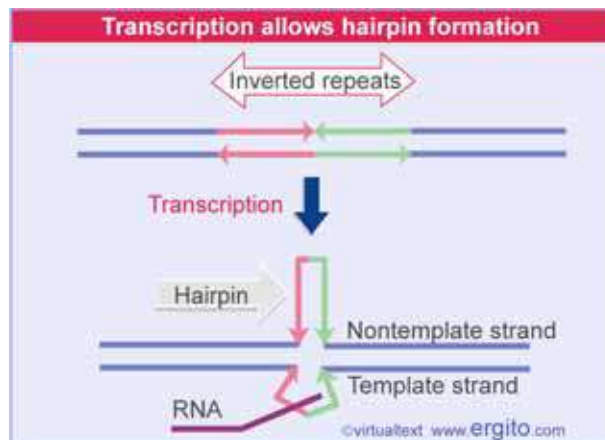 Transcription allows hairpin formation
Inverted repeats
Transcription
Hairpin
Nontemplate strand
Template strand
RNA
©virtualtext www.ergito.com